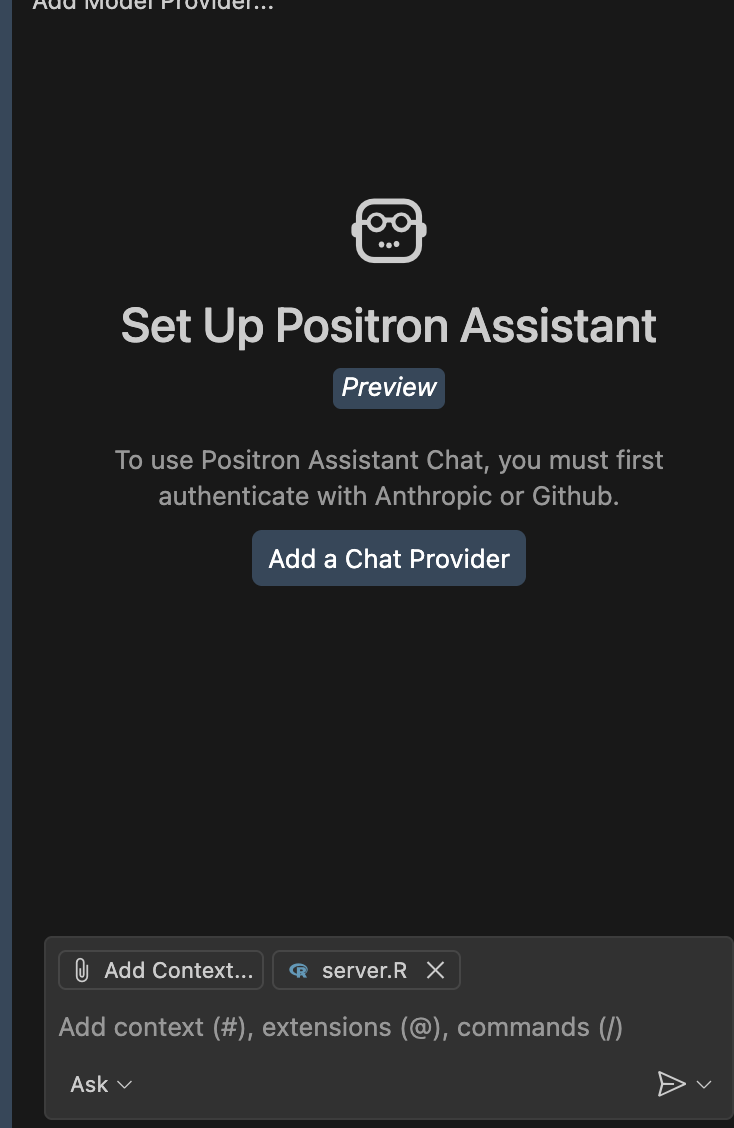 Add Model Provider...
Set Up Positron Assistant
Preview
To use Positron Assistant Chat, you must first
authenticate with Anthropic or Github.
Add a Chat Provider
Add Context... server.R
Add context (#), extensions (@), commands (/)
Ask